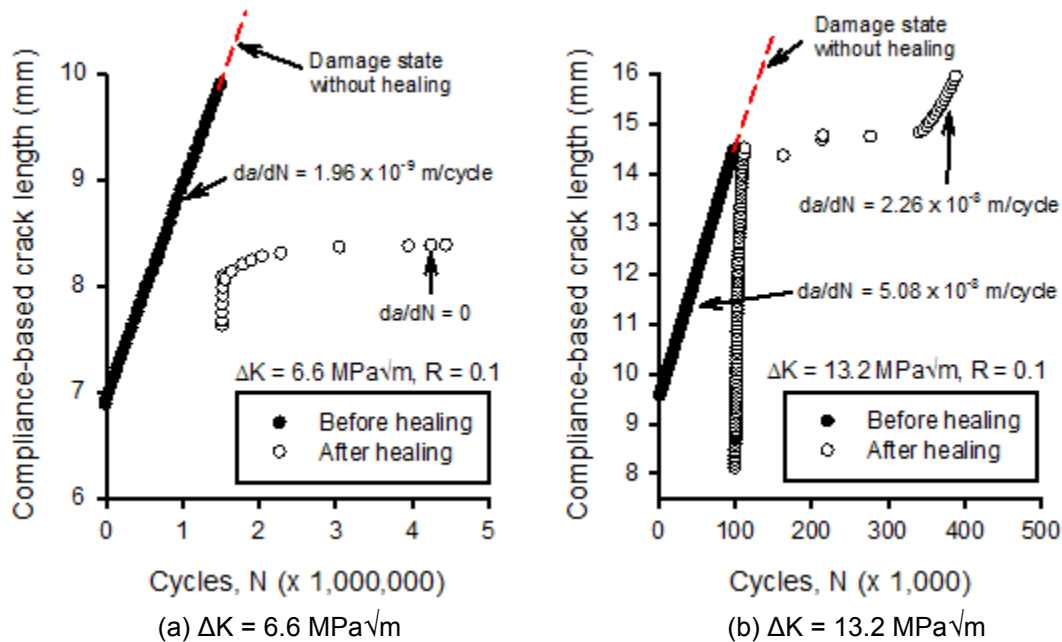 Damage state
without healing
10
9
8
7
6
Compliance-based crack length (mm)
da/dN = 1.96 x 10⁻⁹ m/cycle
da/dN = 0
ΔK = 6.6 MPa√m, R = 0.1
Before healing
After healing
0 1 2 3 4 5
Cycles, N (x 1,000,000)
(a) ΔK = 6.6 MPa√m
Damage state
without healing
16
15
14
13
12
11
10
9
8
Compliance-based crack length (mm)
da/dN = 2.26 x 10⁻⁸ m/cycle
da/dN = 5.08 x 10⁻⁸ m/cycle
ΔK = 13.2 MPa√m, R = 0.1
Before healing
After healing
0 100 200 300 400 500
Cycles, N (x 1,000)
(b) ΔK = 13.2 MPa√m